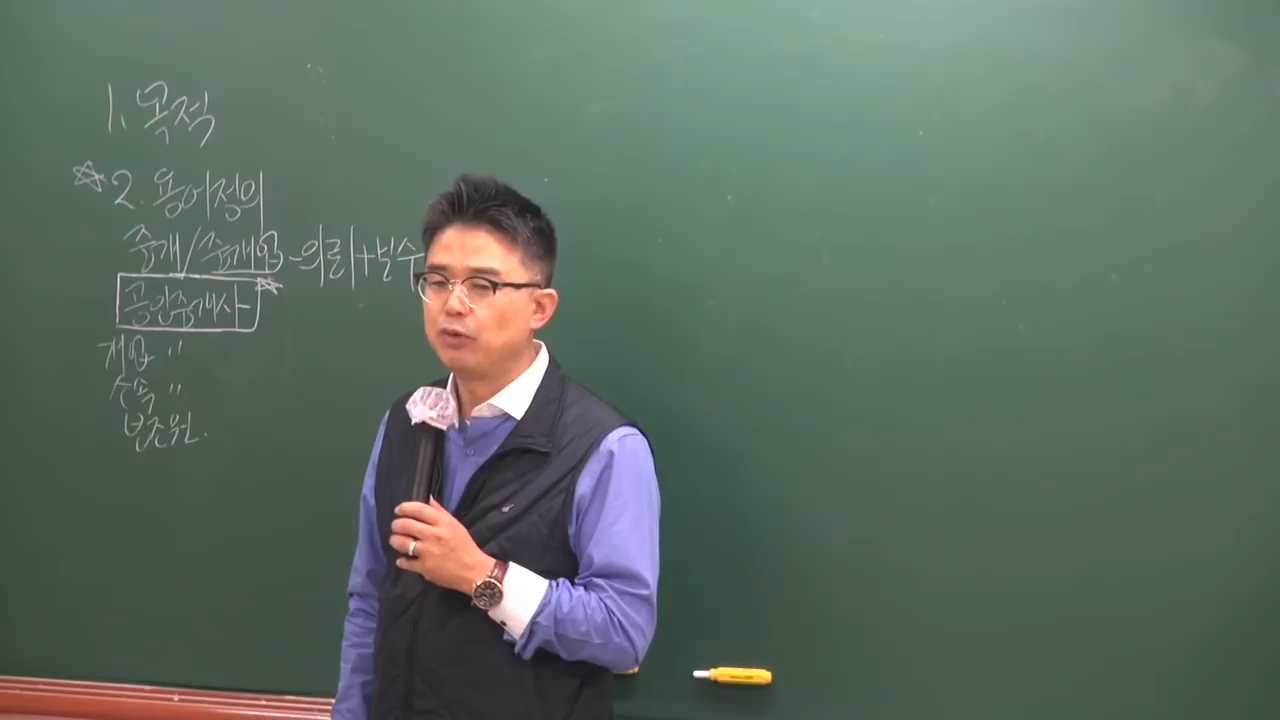 1. 목적
☆2. 용어정의
중개/중개업 - 의뢰+보수
공인중개사
개업 〃
소속 〃
보조원.